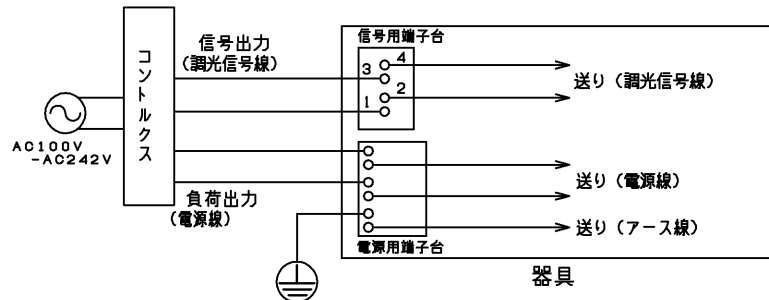 コントルクス
AC100V
-AC242V
信号出力
(調光信号線)
負荷出力
(電源線)
信号用端子台
4
3
2
1
送り(調光信号線)
送り(電源線)
送り(アース線)
電源用端子台
器具